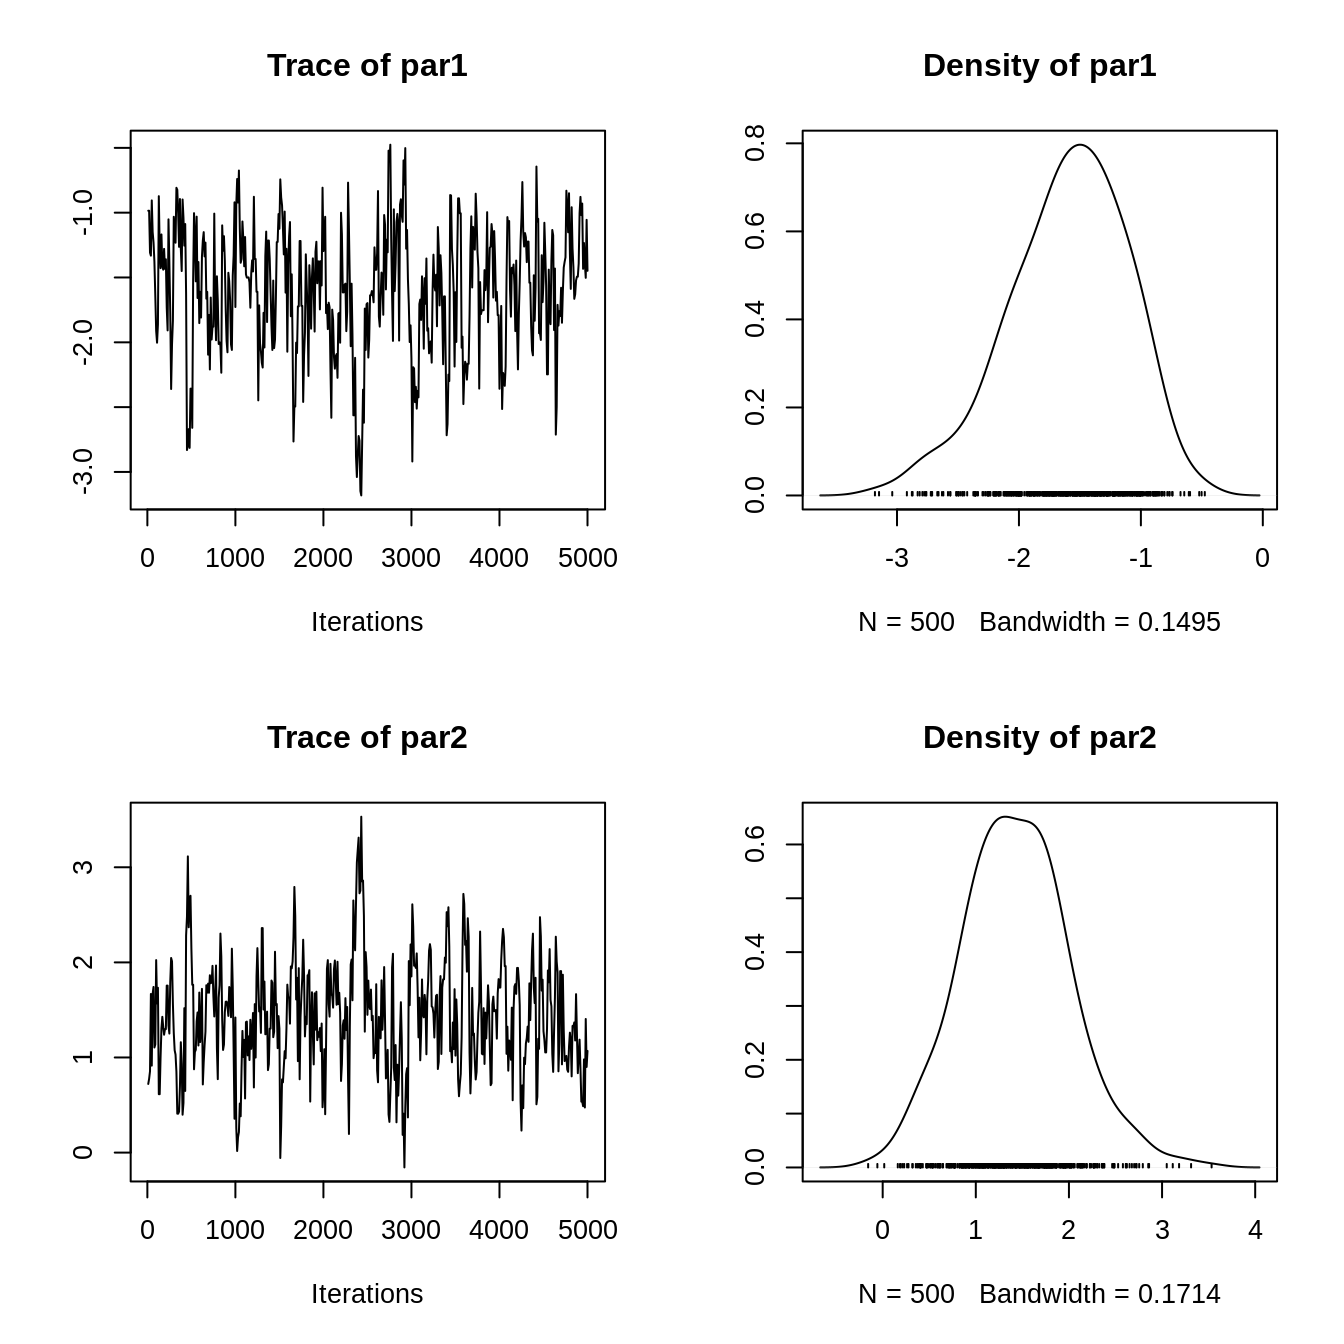 Trace of par1
-1.0
-2.0
-3.0
0 1000 2000 3000 4000 5000
Iterations
Density of par1
0.8
0.6
0.4
0.2
0.0
-3 -2 -1 0
N = 500 Bandwidth = 0.1495
Trace of par2
3
2
1
0
0 1000 2000 3000 4000 5000
Iterations
Density of par2
0.6
0.4
0.2
0.0
0 1 2 3 4
N = 500 Bandwidth = 0.1714